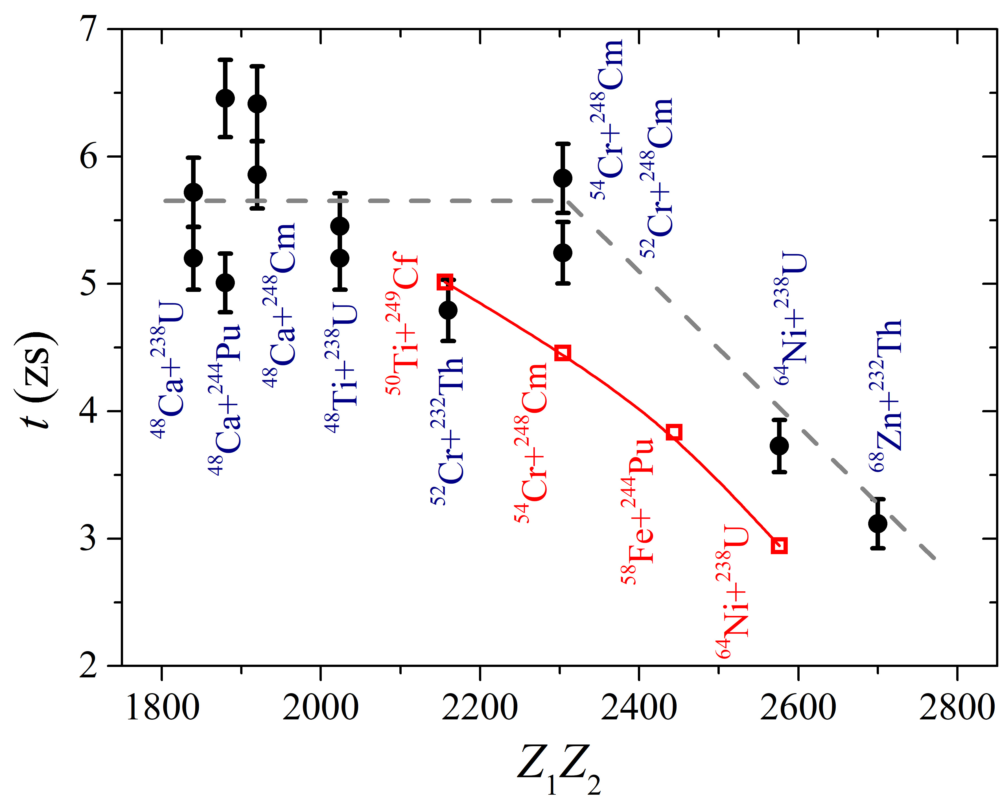 7
6
5
4
3
2
t (zs)
⁴⁸Ca+²³⁸U
⁴⁸Ca+²⁴⁴Pu
⁴⁸Ca+²⁴⁸Cm
⁴⁸Ti+²³⁸U
⁵⁰Ti+²⁴⁹Cf
⁵²Cr+²³²Th
⁵⁴Cr+²⁴⁸Cm
⁵⁴Cr+²⁴⁸Cm
⁵²Cr+²⁴⁸Cm
⁵⁸Fe+²⁴⁴Pu
⁶⁴Ni+²³⁸U
⁶⁴Ni+²³⁸U
⁶⁸Zn+²³²Th
1800 2000 2200 2400 2600 2800
Z₁Z₂